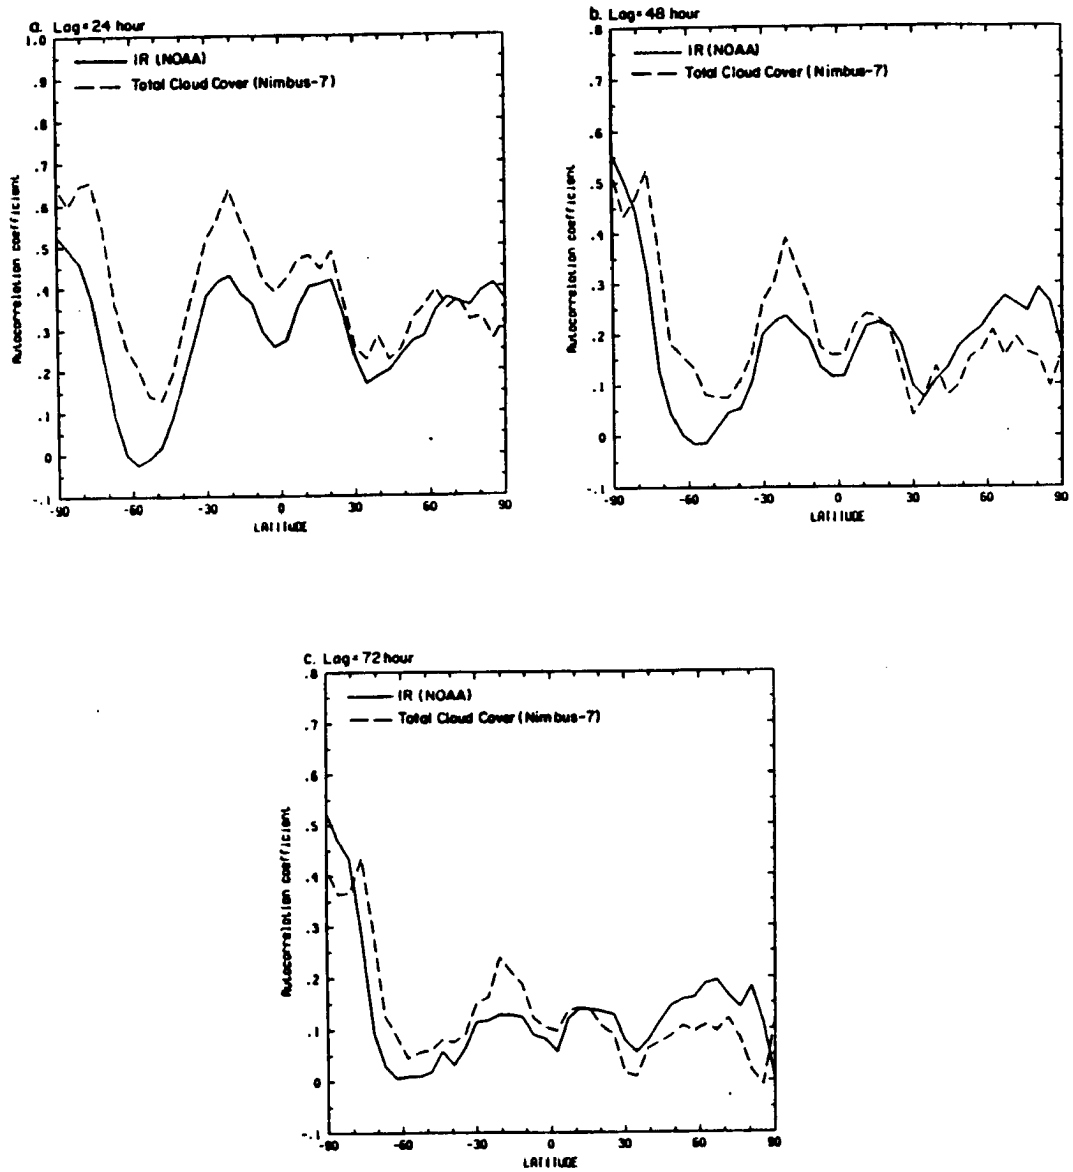 a. Lag=24 hour
1.0
.9
.8
.7
.6
.5
.4
.3
.2
.1
0
-.1
IR (NOAA)
Total Cloud Cover (Nimbus-7)
Autocorrelation coefficient
-90 -60 -30 0 30 60 90
LATITUDE
b. Lag=48 hour
.8
.7
.6
.5
.4
.3
.2
.1
0
-.1
IR (NOAA)
Total Cloud Cover (Nimbus-7)
Autocorrelation coefficient
-90 -60 -30 0 30 60 90
LATITUDE
c. Lag=72 hour
.8
.7
.6
.5
.4
.3
.2
.1
0
-.1
IR (NOAA)
Total Cloud Cover (Nimbus-7)
Autocorrelation coefficient
-90 -60 -30 0 30 60 90
LATITUDE